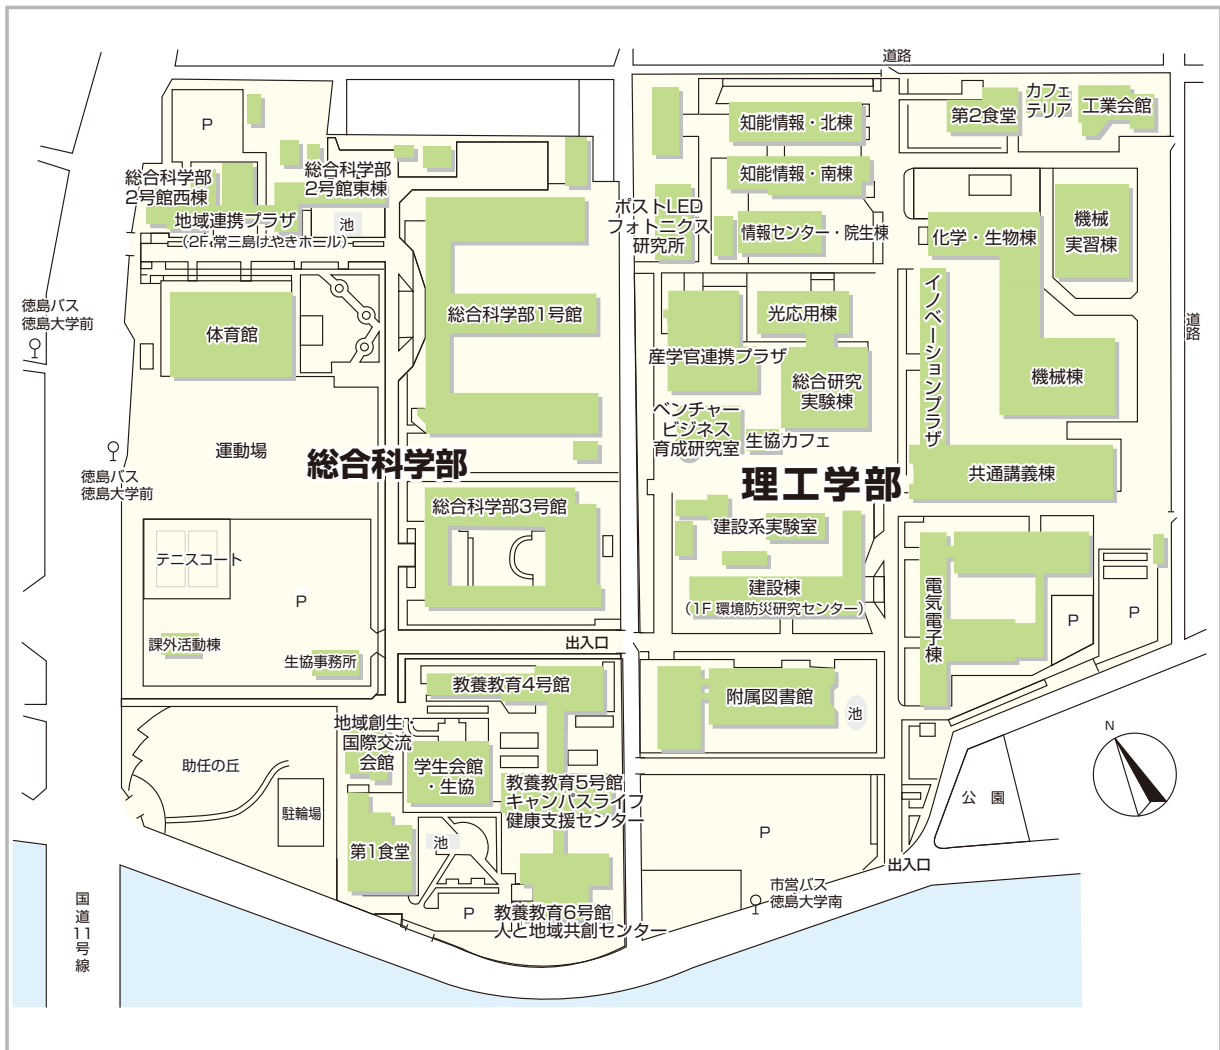 道路
P
知能情報・北棟
第2食堂
カフェ
テリア
工業会館
総合科学部
2号館西棟
総合科学部
2号館東棟
知能情報・南棟
地域連携プラザ
(2F:常三島けやきホール)
池
ポストLED
フォトニクス
研究所
情報センター・院生棟
化学・生物棟
機械
実習棟
徳島バス
徳島大学前
体育館
総合科学部1号館
光応用棟
産学官連携プラザ
総合研究
実験棟
イノベーションプラザ
機械棟
道路
ベンチャー
ビジネス
育成研究室
生協カフェ
運動場
総合科学部
理工学部
共通講義棟
徳島バス
徳島大学前
総合科学部3号館
建設系実験室
テニスコート
P
建設棟
(1F 環境防災研究センター)
電気電子棟
P
P
課外活動棟
生協事務所
出入口
教養教育4号館
附属図書館
池
地域創生・
国際交流
会館
学生会館
・生協
助任の丘
駐輪場
教養教育5号館
キャンパスライフ
健康支援センター
N
公 園
第1食堂
池
P
出入口
P
教養教育6号館
人と地域共創センター
市営バス
徳島大学南
国道11号線